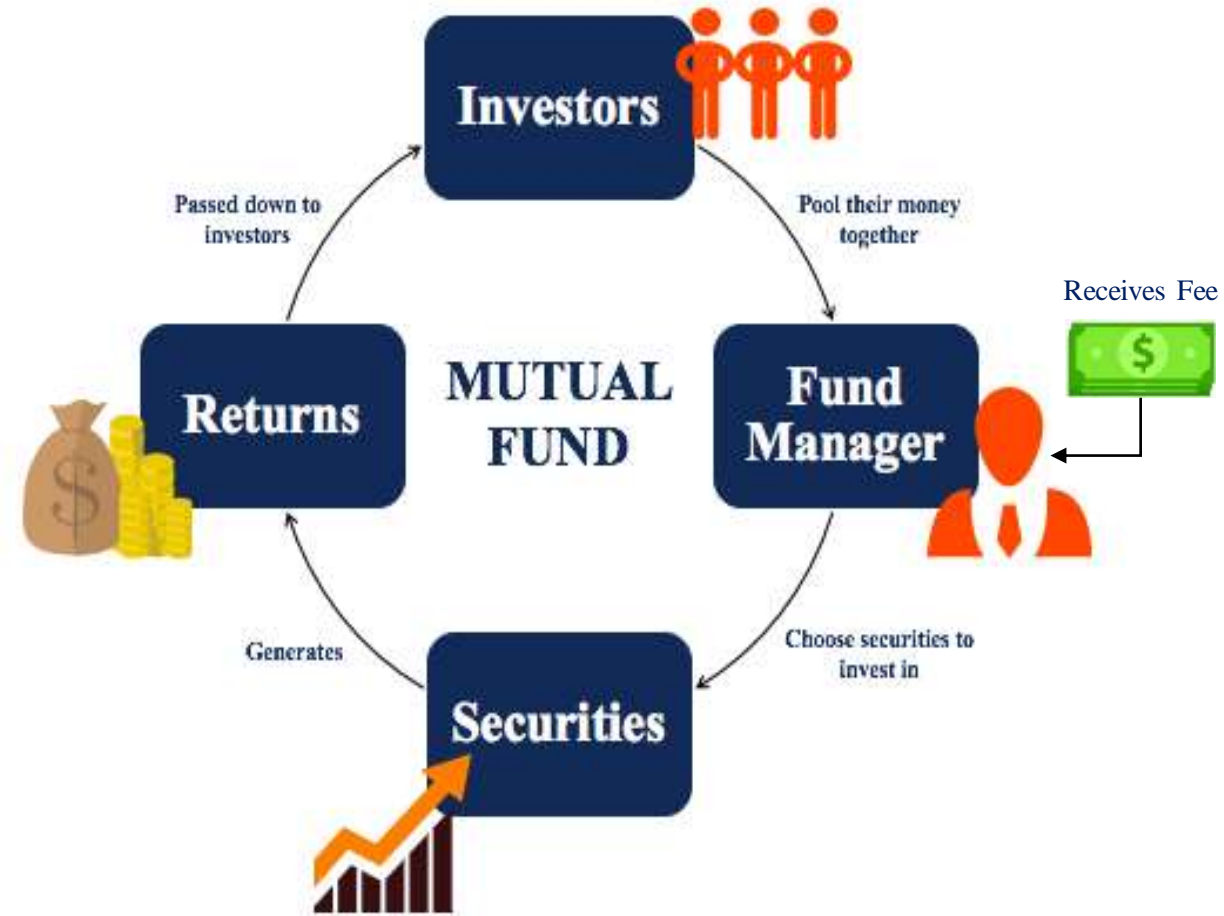 Investors
Passed down to
investors
Pool their money
together
Receives Fee
$
Returns
MUTUAL
FUND
Fund
Manager
$
Generates
Choose securities to
invest in
Securities